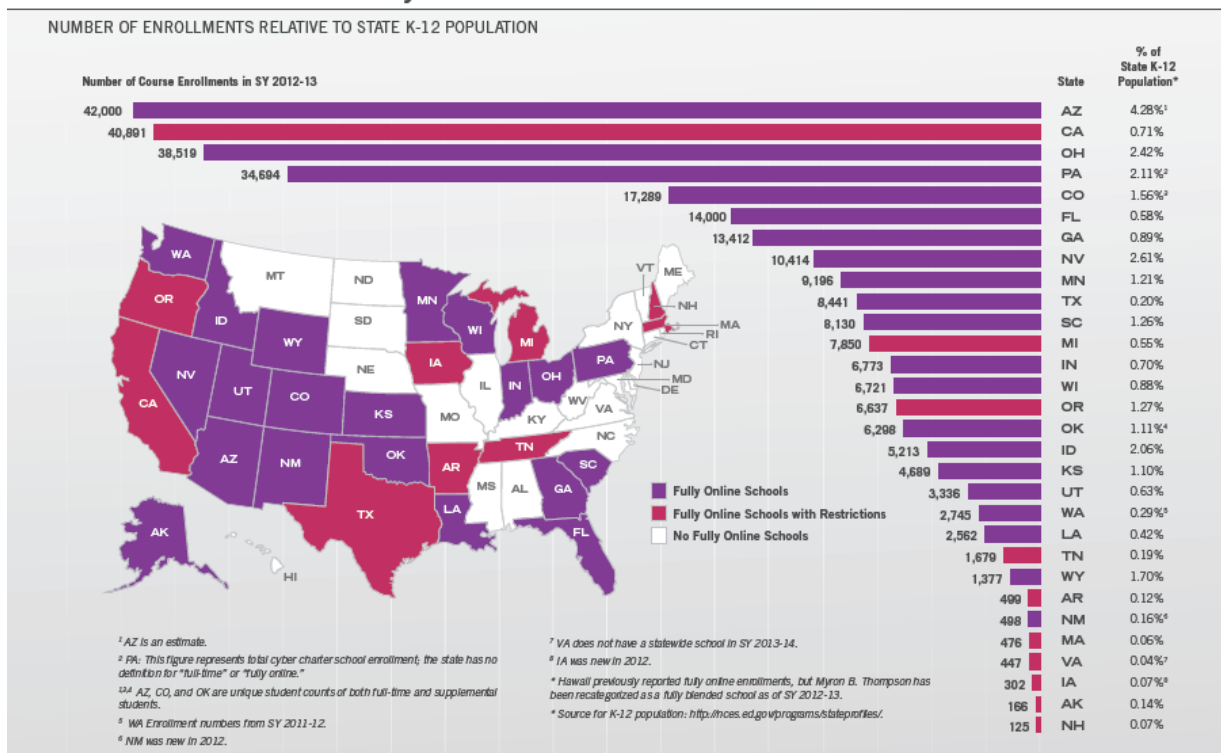 NUMBER OF ENROLLMENTS RELATIVE TO STATE K-12 POPULATION
Number of Course Enrollments in SY 2012-13
State
% of
State K-12
Population*
42,000 AZ 4.28%¹
40,891 CA 0.71%
38,519 OH 2.42%
34,694 PA 2.11%²
17,289 CO 1.56%³
14,000 FL 0.58%
13,412 GA 0.89%
10,414 NV 2.61%
9,196 MN 1.21%
8,441 TX 0.20%
8,130 SC 1.26%
7,850 MI 0.55%
6,773 IN 0.70%
6,721 WI 0.88%
6,637 OR 1.27%
6,298 OK 1.11%⁴
5,213 ID 2.06%
4,689 KS 1.10%
3,336 UT 0.63%
2,745 WA 0.29%⁵
2,562 LA 0.42%
1,679 TN 0.19%
1,377 WY 1.70%
499 AR 0.12%
498 NM 0.16%⁶
476 MA 0.06%
447 VA 0.04%⁷
302 IA 0.07%⁸
166 AK 0.14%
125 NH 0.07%
WA
MT
ND
MN
VT
ME
OR
ID
SD
WI
NH
WY
MI
NY
MA
RI
CT
NV
NE
IA
PA
NJ
UT
CO
IL
IN
OH
MD
DE
CA
KS
MO
WV
VA
KY
AZ
NM
OK
AR
TN
NC
SC
MS
AL
GA
TX
LA
FL
AK
HI
Fully Online Schools
Fully Online Schools with Restrictions
No Fully Online Schools
¹ AZ is an estimate.
² PA: This figure represents total cyber charter school enrollment; the state has no
definition for "full-time" or "fully online."
¹,³,⁴ AZ, CO, and OK are unique student counts of both full-time and supplemental
students.
⁵ WA Enrollment numbers from SY 2011-12.
⁶ NM was new in 2012.
⁷ VA does not have a statewide school in SY 2013-14.
⁸ IA was new in 2012.
* Hawaii previously reported fully online enrollments, but Myron B. Thompson has
been recategorized as a fully blended school as of SY 2012-13.
* Source for K-12 population: http://nces.ed.gov/programs/stateprofiles/.